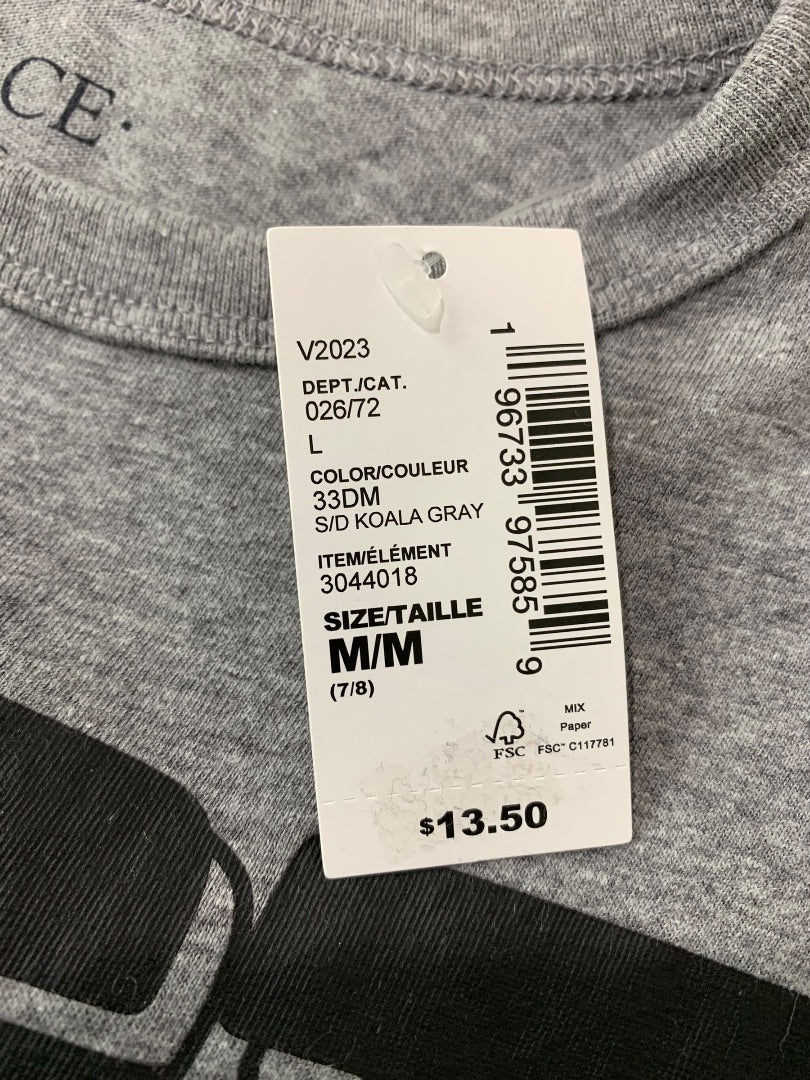 CE.
V2023
DEPT./CAT.
026/72
L
COLOR/COULEUR
33DM
S/D KOALA GRAY
ITEM/ÉLÉMENT
3044018
SIZE/TAILLE
M/M
(7/8)
1 96733 97585 9
FSC™
MIX
Paper
FSC™ C117781
$13.50